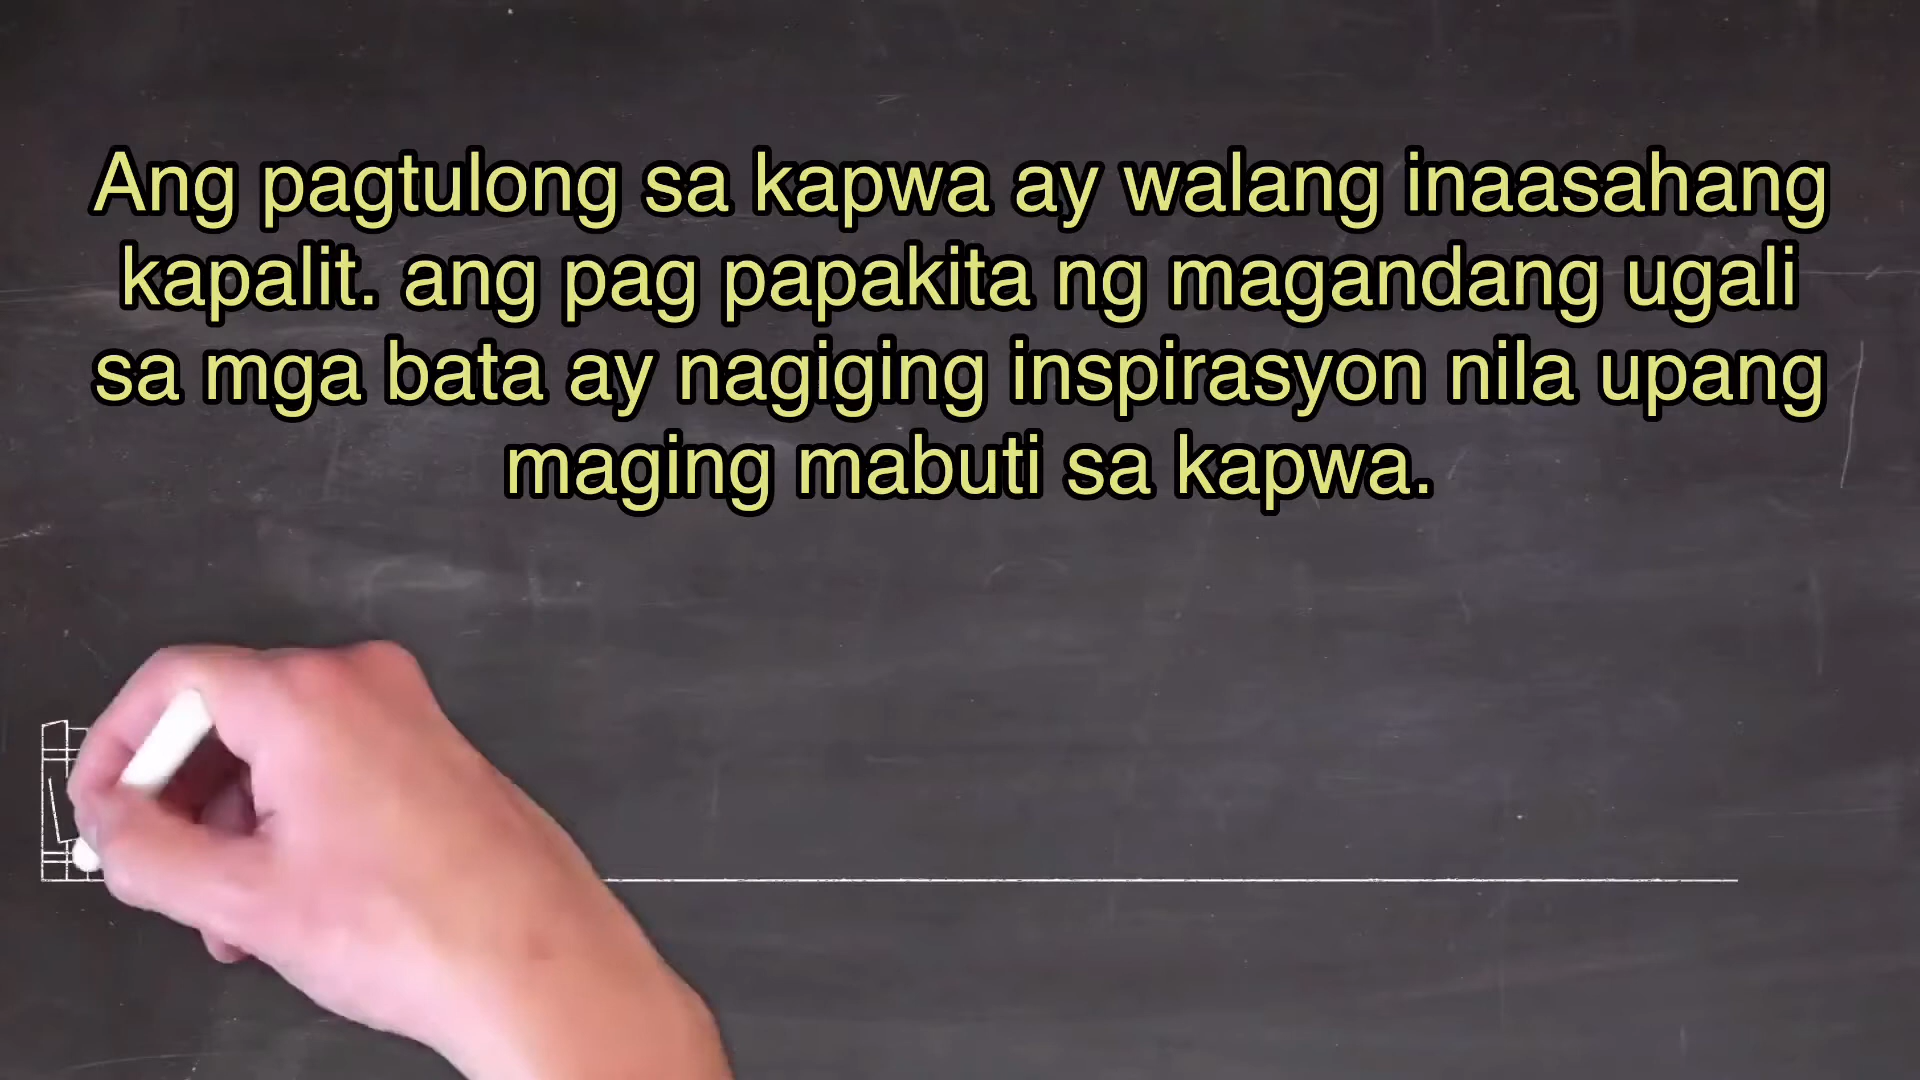 Ang pagtulong sa kapwa ay walang inaasahang
kapalit. ang pag papakita ng magandang ugali
sa mga bata ay nagiging inspirasyon nila upang
maging mabuti sa kapwa.